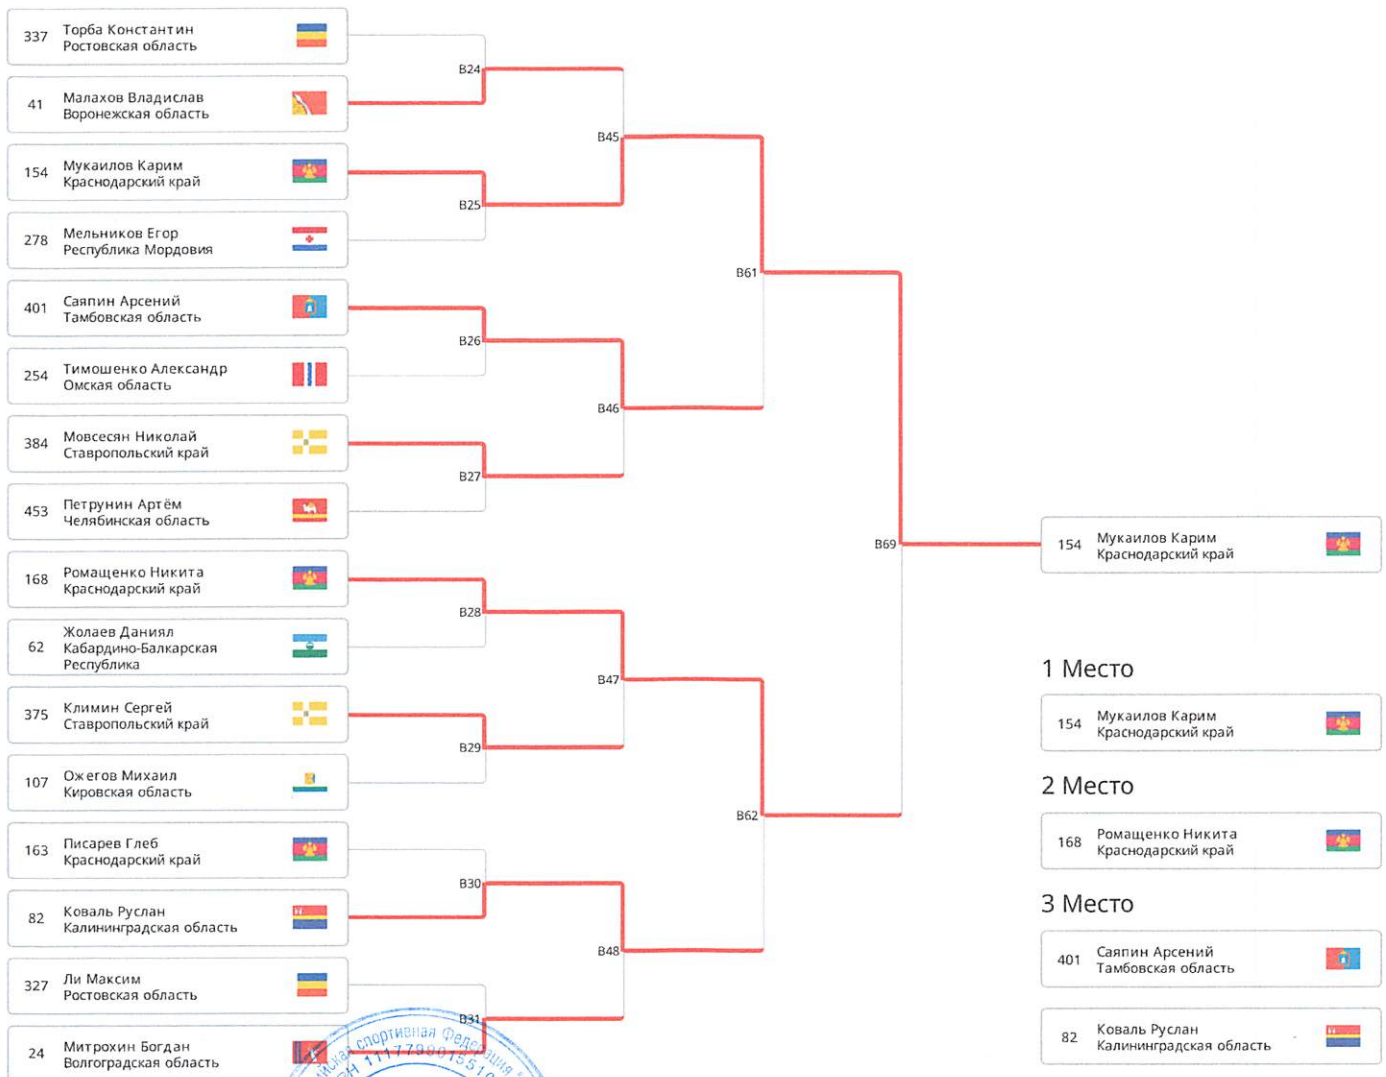 337
Торба Константин
Ростовская область
41
Малахов Владислав
Воронежская область
154
Мукаилов Карим
Краснодарский край
278
Мельников Егор
Республика Мордовия
401
Саяпин Арсений
Тамбовская область
254
Тимошенко Александр
Омская область
384
Мовсесян Николай
Ставропольский край
453
Петрунин Артём
Челябинская область
168
Ромащенко Никита
Краснодарский край
62
Жолаев Даниял
Кабардино-Балкарская
Республика
375
Климин Сергей
Ставропольский край
107
Ожегов Михаил
Кировская область
163
Писарев Глеб
Краснодарский край
82
Коваль Руслан
Калининградская область
327
Ли Максим
Ростовская область
24
Митрохин Богдан
Волгоградская область
B24
B25
B26
B27
B28
B29
B30
B31
B45
B46
B47
B48
B61
B62
B69
154
Мукаилов Карим
Краснодарский край
1 Место
154
Мукаилов Карим
Краснодарский край
2 Место
168
Ромащенко Никита
Краснодарский край
3 Место
401
Саяпин Арсений
Тамбовская область
82
Коваль Руслан
Калининградская область
спортивная Федерация